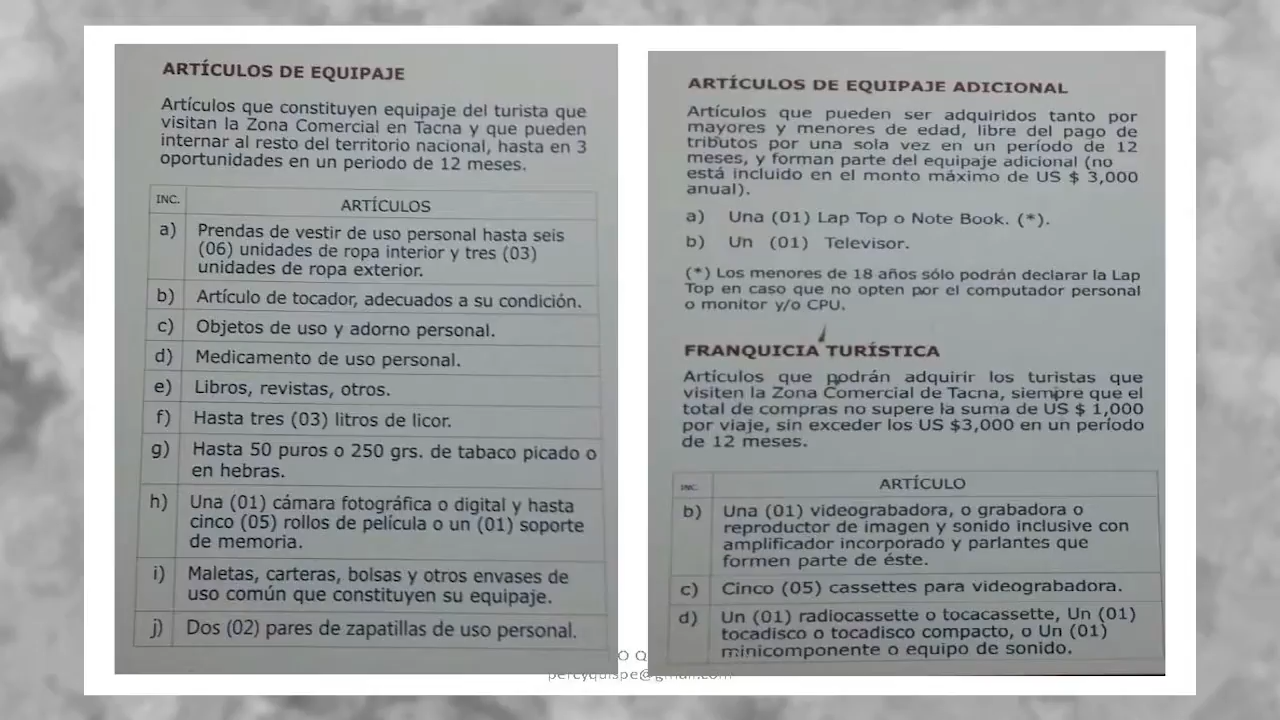 ARTÍCULOS DE EQUIPAJE
Artículos que constituyen equipaje del turista que
visitan la Zona Comercial en Tacna y que pueden
internar al resto del territorio nacional, hasta en 3
oportunidades en un periodo de 12 meses.
INC. ARTÍCULOS
a) Prendas de vestir de uso personal hasta seis
(06) unidades de ropa interior y tres (03)
unidades de ropa exterior.
b) Artículo de tocador, adecuados a su condición.
c) Objetos de uso y adorno personal.
d) Medicamento de uso personal.
e) Libros, revistas, otros.
f) Hasta tres (03) litros de licor.
g) Hasta 50 puros o 250 grs. de tabaco picado o
en hebras.
h) Una (01) cámara fotográfica o digital y hasta
cinco (05) rollos de película o un (01) soporte
de memoria.
i) Maletas, carteras, bolsas y otros envases de
uso común que constituyen su equipaje.
j) Dos (02) pares de zapatillas de uso personal.
ARTÍCULOS DE EQUIPAJE ADICIONAL
Artículos que pueden ser adquiridos tanto por
mayores y menores de edad, libre del pago de
tributos por una sola vez en un período de 12
meses, y forman parte del equipaje adicional (no
está incluido en el monto máximo de US $ 3,000
anual).
a) Una (01) Lap Top o Note Book. (*).
b) Un (01) Televisor.
(*) Los menores de 18 años sólo podrán declarar la Lap
Top en caso que no opten por el computador personal
o monitor y/o CPU.
FRANQUICIA TURÍSTICA
Artículos que podrán adquirir los turistas que
visiten la Zona Comercial de Tacna, siempre que el
total de compras no supere la suma de US $ 1,000
por viaje, sin exceder los US $3,000 en un período
de 12 meses.
INC. ARTÍCULO
b) Una (01) videograbadora, o grabadora o
reproductor de imagen y sonido inclusive con
amplificador incorporado y parlantes que
formen parte de éste.
c) Cinco (05) cassettes para videograbadora.
d) Un (01) radiocassette o tocacassette, Un (01)
tocadisco o tocadisco compacto, o Un (01)
minicomponente o equipo de sonido.
O Q
percyquispe@gmail.com